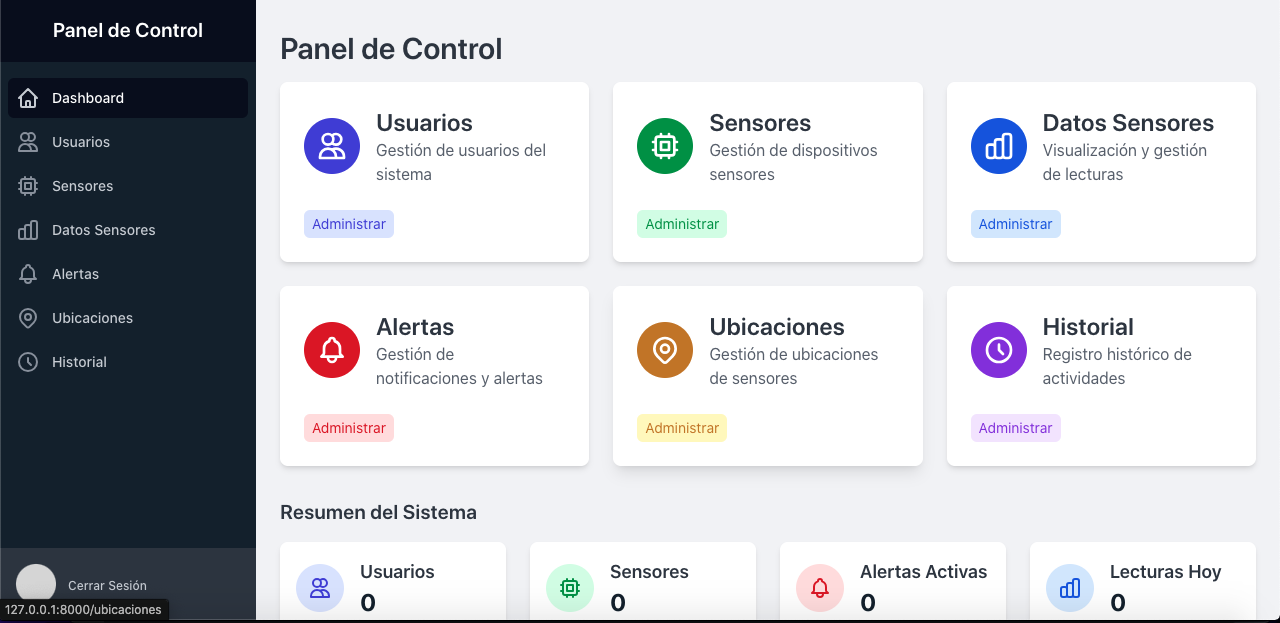 Panel de Control
Dashboard
Usuarios
Sensores
Datos Sensores
Alertas
Ubicaciones
Historial
Cerrar Sesión
127.0.0.1:8000/ubicaciones
Panel de Control
Usuarios
Gestión de usuarios del
sistema
Administrar
Sensores
Gestión de dispositivos
sensores
Administrar
Datos Sensores
Visualización y gestión
de lecturas
Administrar
Alertas
Gestión de
notificaciones y alertas
Administrar
Ubicaciones
Gestión de ubicaciones
de sensores
Administrar
Historial
Registro histórico de
actividades
Administrar
Resumen del Sistema
Usuarios
0
Sensores
0
Alertas Activas
0
Lecturas Hoy
0